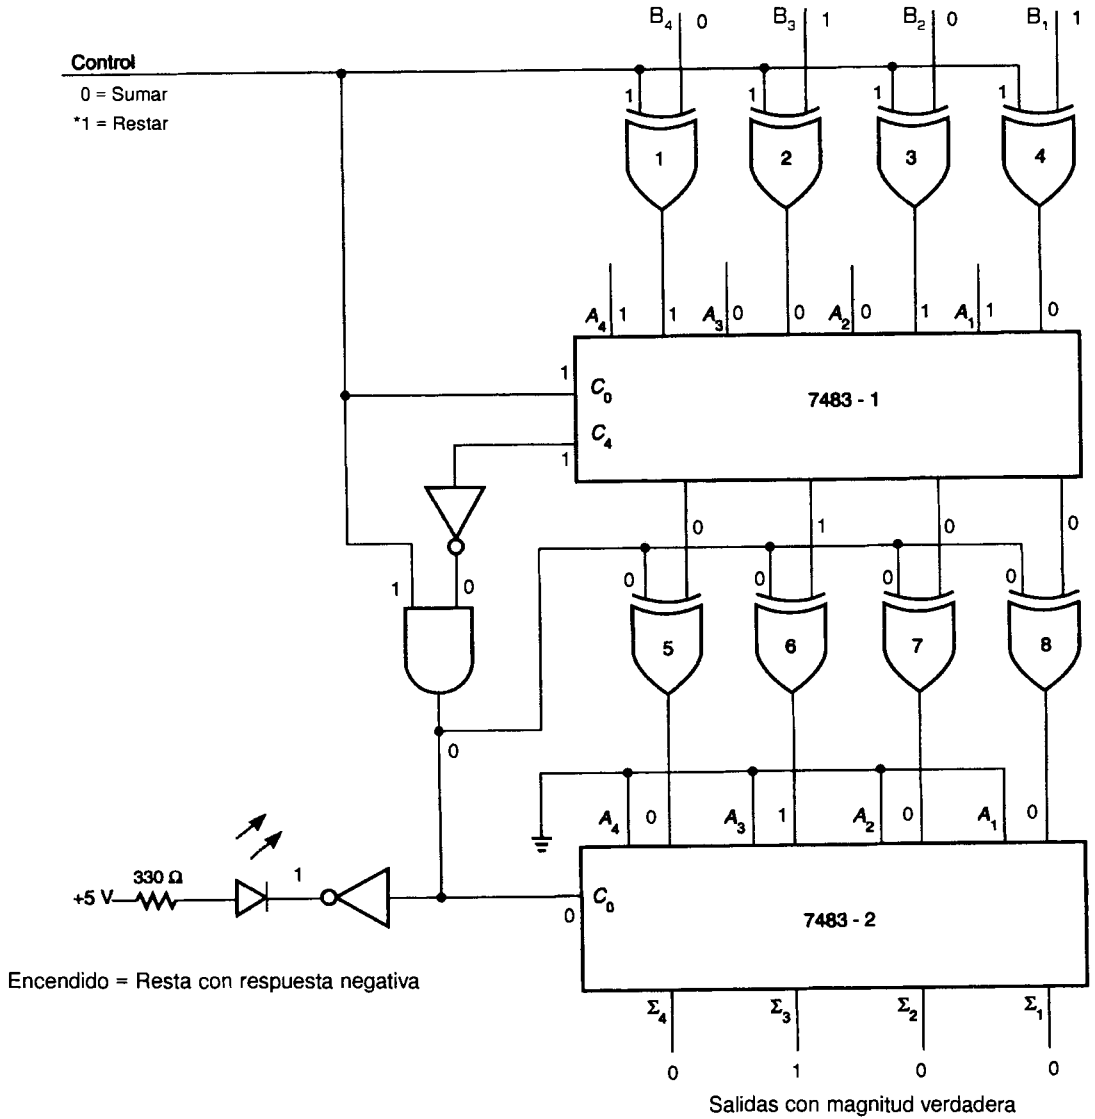 B₄ 0 B₃ 1 B₂ 0 B₁ 1
Control
0 = Sumar
*1 = Restar
1 1 1 1
1 2 3 4
A₄ 1 1 A₃ 0 0 A₂ 0 1 A₁ 1 0
1 C₀
7483 - 1
C₄
1
0 1 0 0
1 0 0 0 0 0
5 6 7 8
0
A₄ 0 A₃ 1 A₂ 0 A₁ 0
+5 V 330 Ω 1
0 C₀
7483 - 2
Encendido = Resta con respuesta negativa
Σ₄ Σ₃ Σ₂ Σ₁
0 1 0 0
Salidas con magnitud verdadera